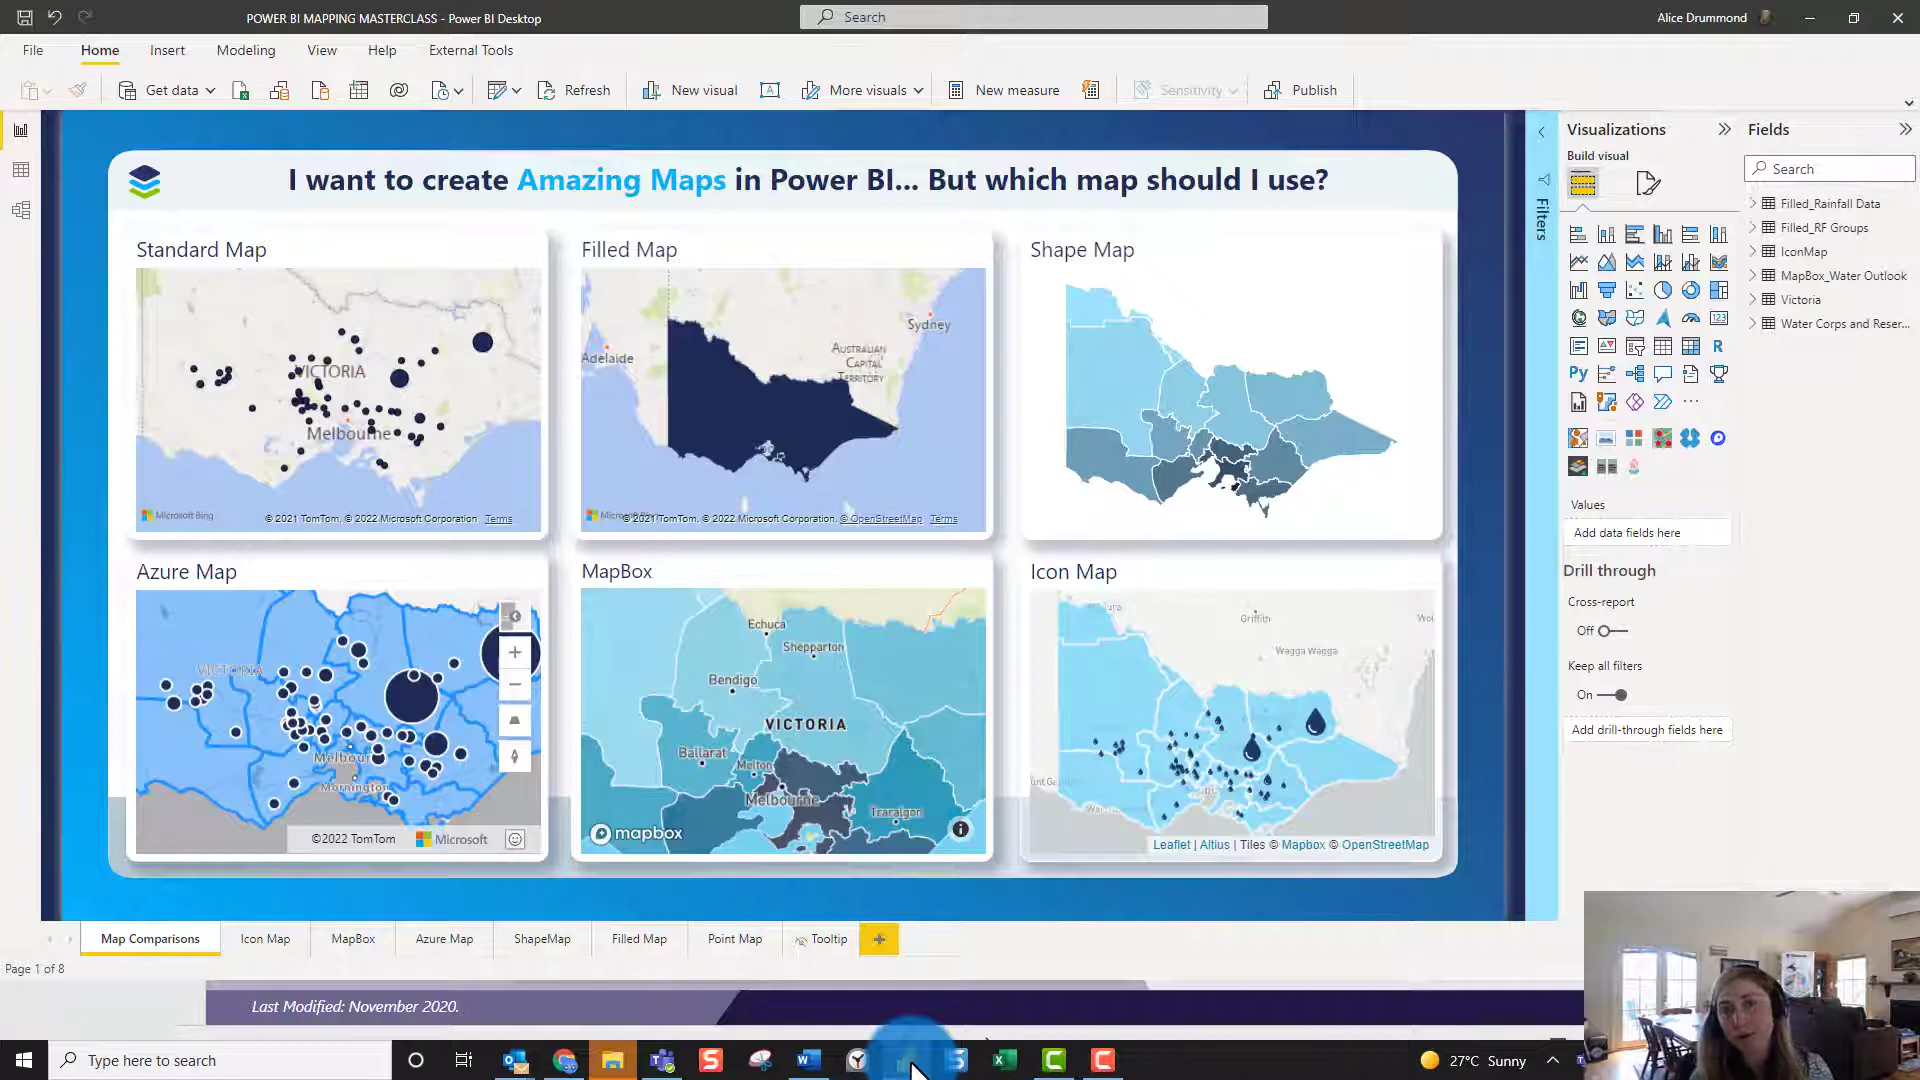 POWER BI MAPPING MASTERCLASS - Power BI Desktop
Search
Alice Drummond
File
Home
Insert
Modeling
View
Help
External Tools
Get data
Refresh
New visual
More visuals
New measure
Sensitivity
Publish
I want to create Amazing Maps in Power BI... But which map should I use?
Standard Map
VICTORIA
Melbourne
Microsoft Bing
© 2021 TomTom, © 2022 Microsoft Corporation Terms
Filled Map
Sydney
Adelaide
AUSTRALIAN
CAPITAL
TERRITORY
© 2021 TomTom, © 2022 Microsoft Corporation, © OpenStreetMap Terms
Shape Map
Azure Map
VICTORIA
Melbour
Mornington
©2022 TomTom
Microsoft
MapBox
Echuca
Shepparton
Bendigo
VICTORIA
Ballarat
Melton
Melbourne
Traralgon
mapbox
Icon Map
Griffith
Wol
Wagga Wagga
Leaflet | Altius | Tiles © Mapbox © OpenStreetMap
Filters
Visualizations
Build visual
R
Py
123
Values
Add data fields here
Drill through
Cross-report
Off
Keep all filters
On
Add drill-through fields here
Fields
Search
Filled_Rainfall Data
Filled_RF Groups
IconMap
MapBox_Water Outlook
Victoria
Water Corps and Reser...
Map Comparisons
Icon Map
MapBox
Azure Map
ShapeMap
Filled Map
Point Map
Tooltip
Page 1 of 8
Last Modified: November 2020.
Type here to search
27°C Sunny